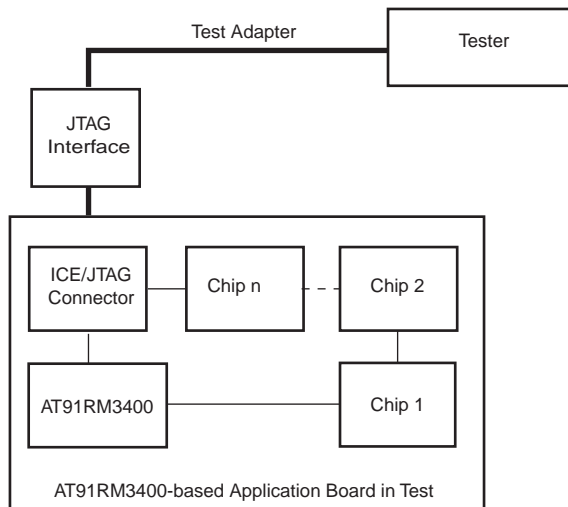 Test Adapter
Tester
JTAG
Interface
ICE/JTAG
Connector
Chip n
Chip 2
AT91RM3400
Chip 1
AT91RM3400-based Application Board in Test